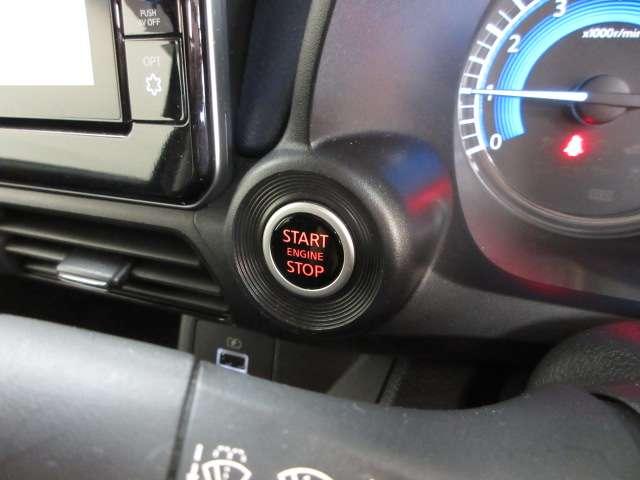 PUSH
AV OFF
OPT
START
ENGINE
STOP
3
2
1
0
x1000r/min